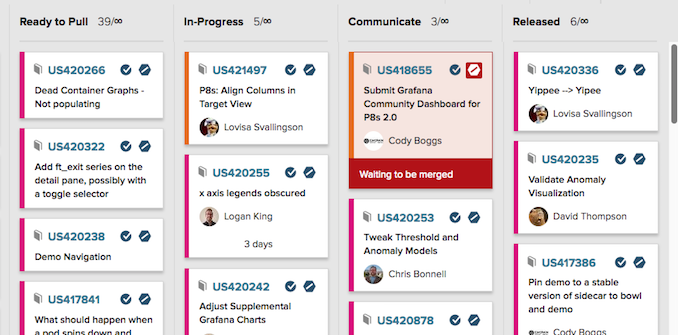 Ready to Pull 39/∞
US420266
Dead Container Graphs -
Not populating
US420322
Add ft_exit series on the
detail pane, possibly with
a toggle selector
US420238
Demo Navigation
US417841
What should happen when
a pod spins down and
In-Progress 5/∞
US421497
P8s: Align Columns in
Target View
Lovisa Svallingson
US420255
x axis legends obscured
Logan King
3 days
US420242
Adjust Supplemental
Grafana Charts
Communicate 3/∞
US418655
Submit Grafana
Community Dashboard for
P8s 2.0
Cody Boggs
Waiting to be merged
US420253
Tweak Threshold and
Anomaly Models
Chris Bonnell
US420878
Released 6/∞
US420336
Yippee --> Yipee
Lovisa Svallingson
US420235
Validate Anomaly
Visualization
David Thompson
US417386
Pin demo to a stable
version of sidecar to bowl
and demo
Cody Boggs